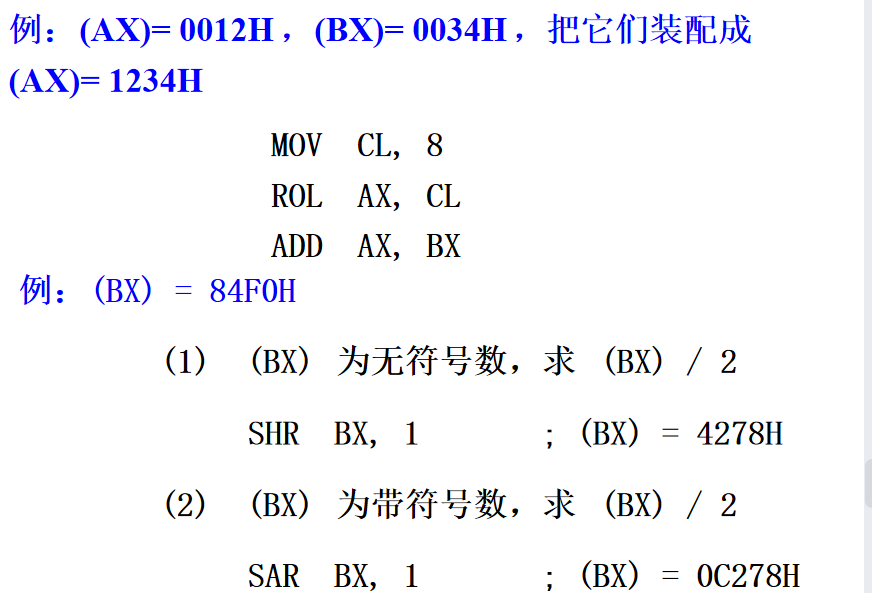 例：(AX)= 0012H，(BX)= 0034H，把它们装配成
(AX)= 1234H
MOV CL, 8
ROL AX, CL
ADD AX, BX
例：(BX) = 84F0H
(1) (BX) 为无符号数，求 (BX) / 2
SHR BX, 1 ; (BX) = 4278H
(2) (BX) 为带符号数，求 (BX) / 2
SAR BX, 1 ; (BX) = 0C278H